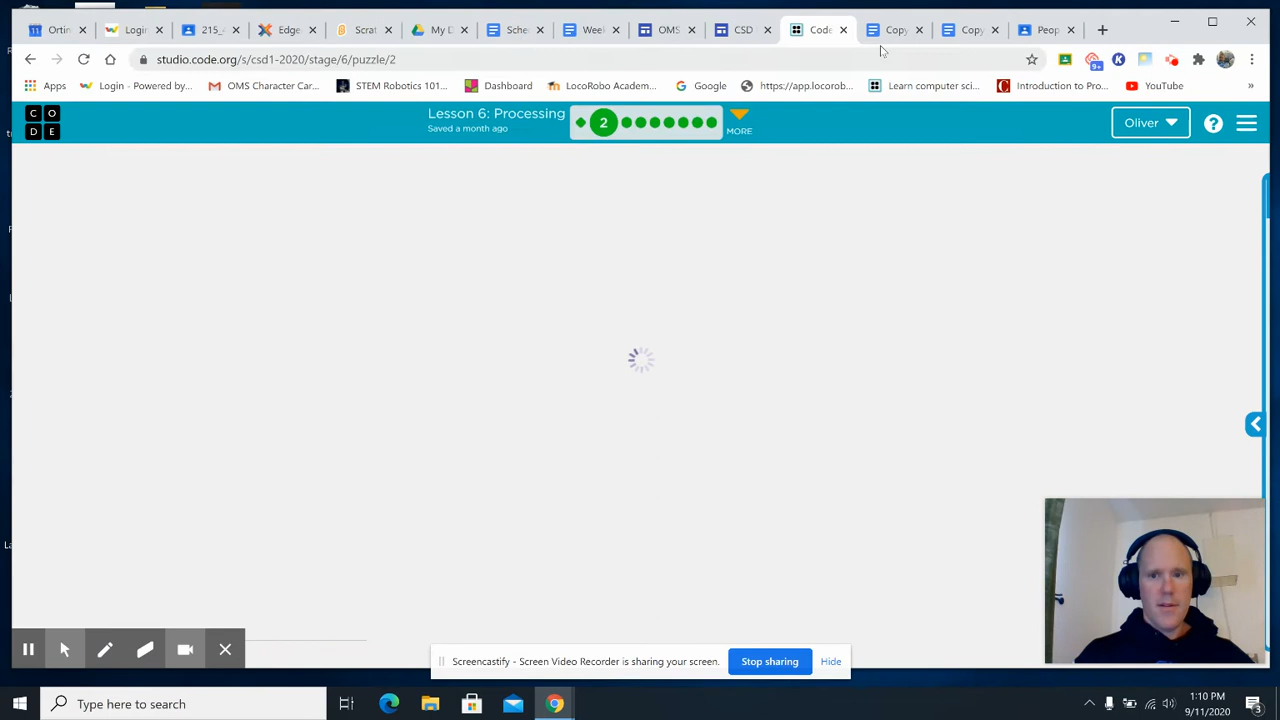 Ortin
Login
215_
Edge
Scrat
My D
Sche
Week
OMS
CSD
Code
Copy
Copy
Peop
studio.code.org/s/csd1-2020/stage/6/puzzle/2
9+
Apps
Login - Powered by...
OMS Character Car...
STEM Robotics 101...
Dashboard
LocoRobo Academ...
Google
https://app.locorob...
Learn computer sci...
Introduction to Pro...
YouTube
»
C O
D E
Lesson 6: Processing
Saved a month ago
2
MORE
Oliver
?
Screencastify - Screen Video Recorder is sharing your screen.
Stop sharing
Hide
Type here to search
1:10 PM
9/11/2020
3